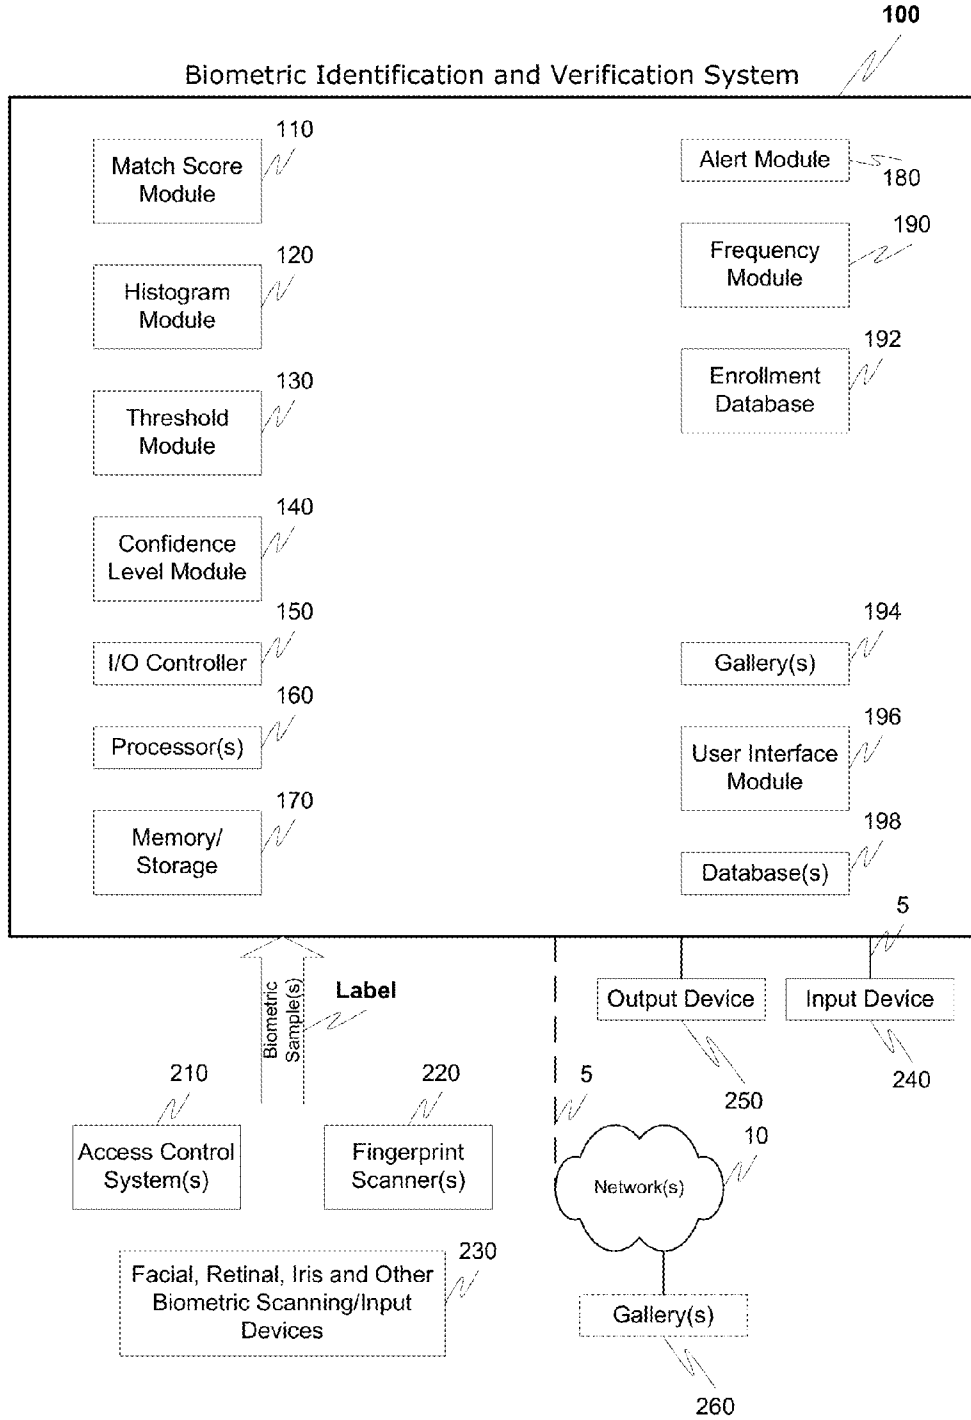 100
Biometric Identification and Verification System
110
Match Score
Module
Alert Module
180
190
Frequency
Module
120
Histogram
Module
192
Enrollment
Database
130
Threshold
Module
140
Confidence
Level Module
150
I/O Controller
194
Gallery(s)
160
Processor(s)
196
User Interface
Module
170
Memory/
Storage
198
Database(s)
5
Biometric
Sample(s)
Label
Output Device
Input Device
250
240
210
Access Control
System(s)
220
Fingerprint
Scanner(s)
5
10
Network(s)
230
Facial, Retinal, Iris and Other
Biometric Scanning/Input
Devices
Gallery(s)
260